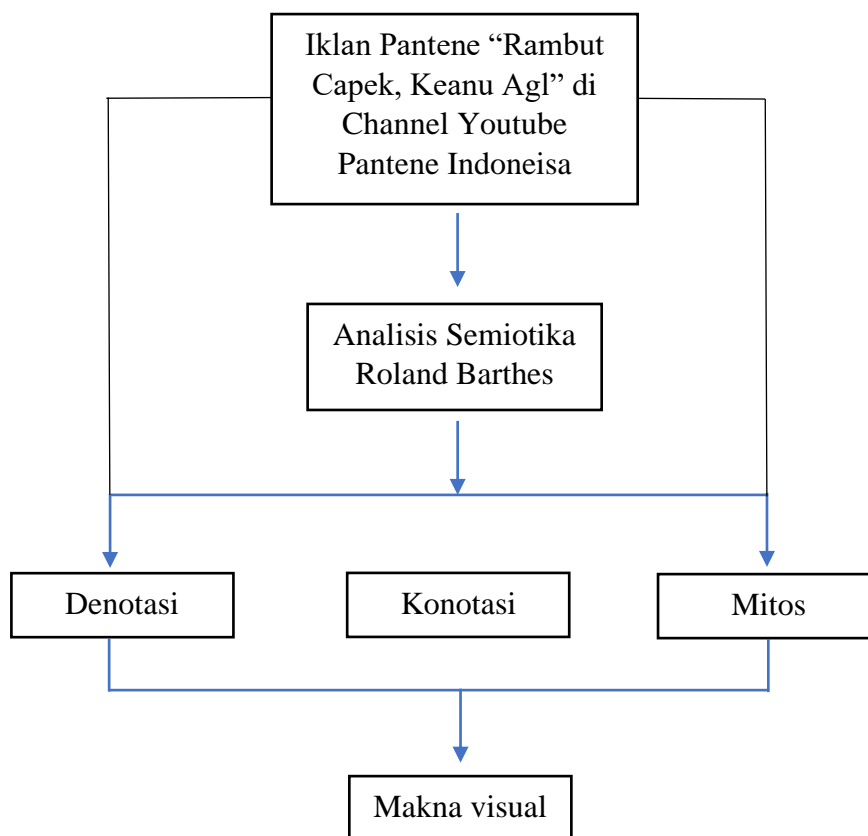 Iklan Pantene “Rambut
Capek, Keanu Agl” di
Channel Youtube
Pantene Indoneisa
Analisis Semiotika
Roland Barthes
Denotasi
Konotasi
Mitos
Makna visual